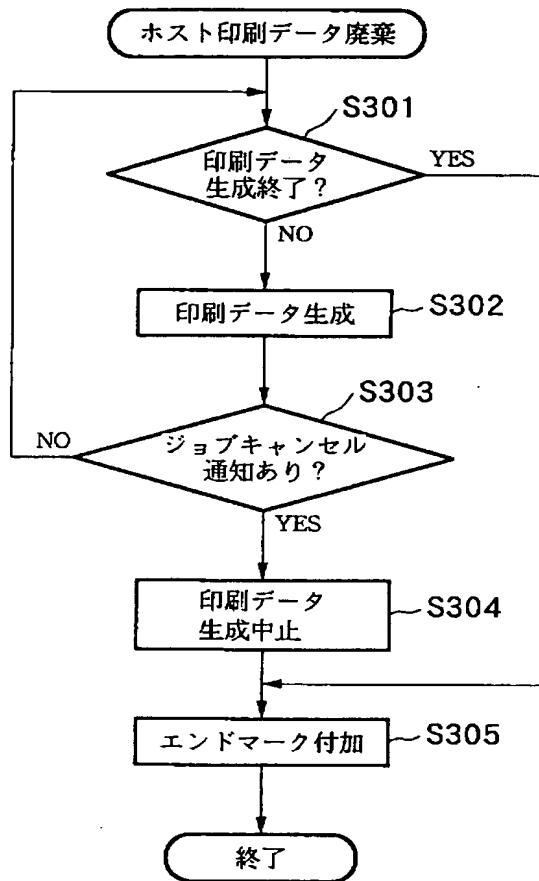 ホスト印刷データ廃棄
S301
印刷データ
生成終了？
YES
NO
印刷データ生成
S302
S303
NO
ジョブキャンセル
通知あり？
YES
印刷データ
生成中止
S304
エンドマーク付加
S305
終了